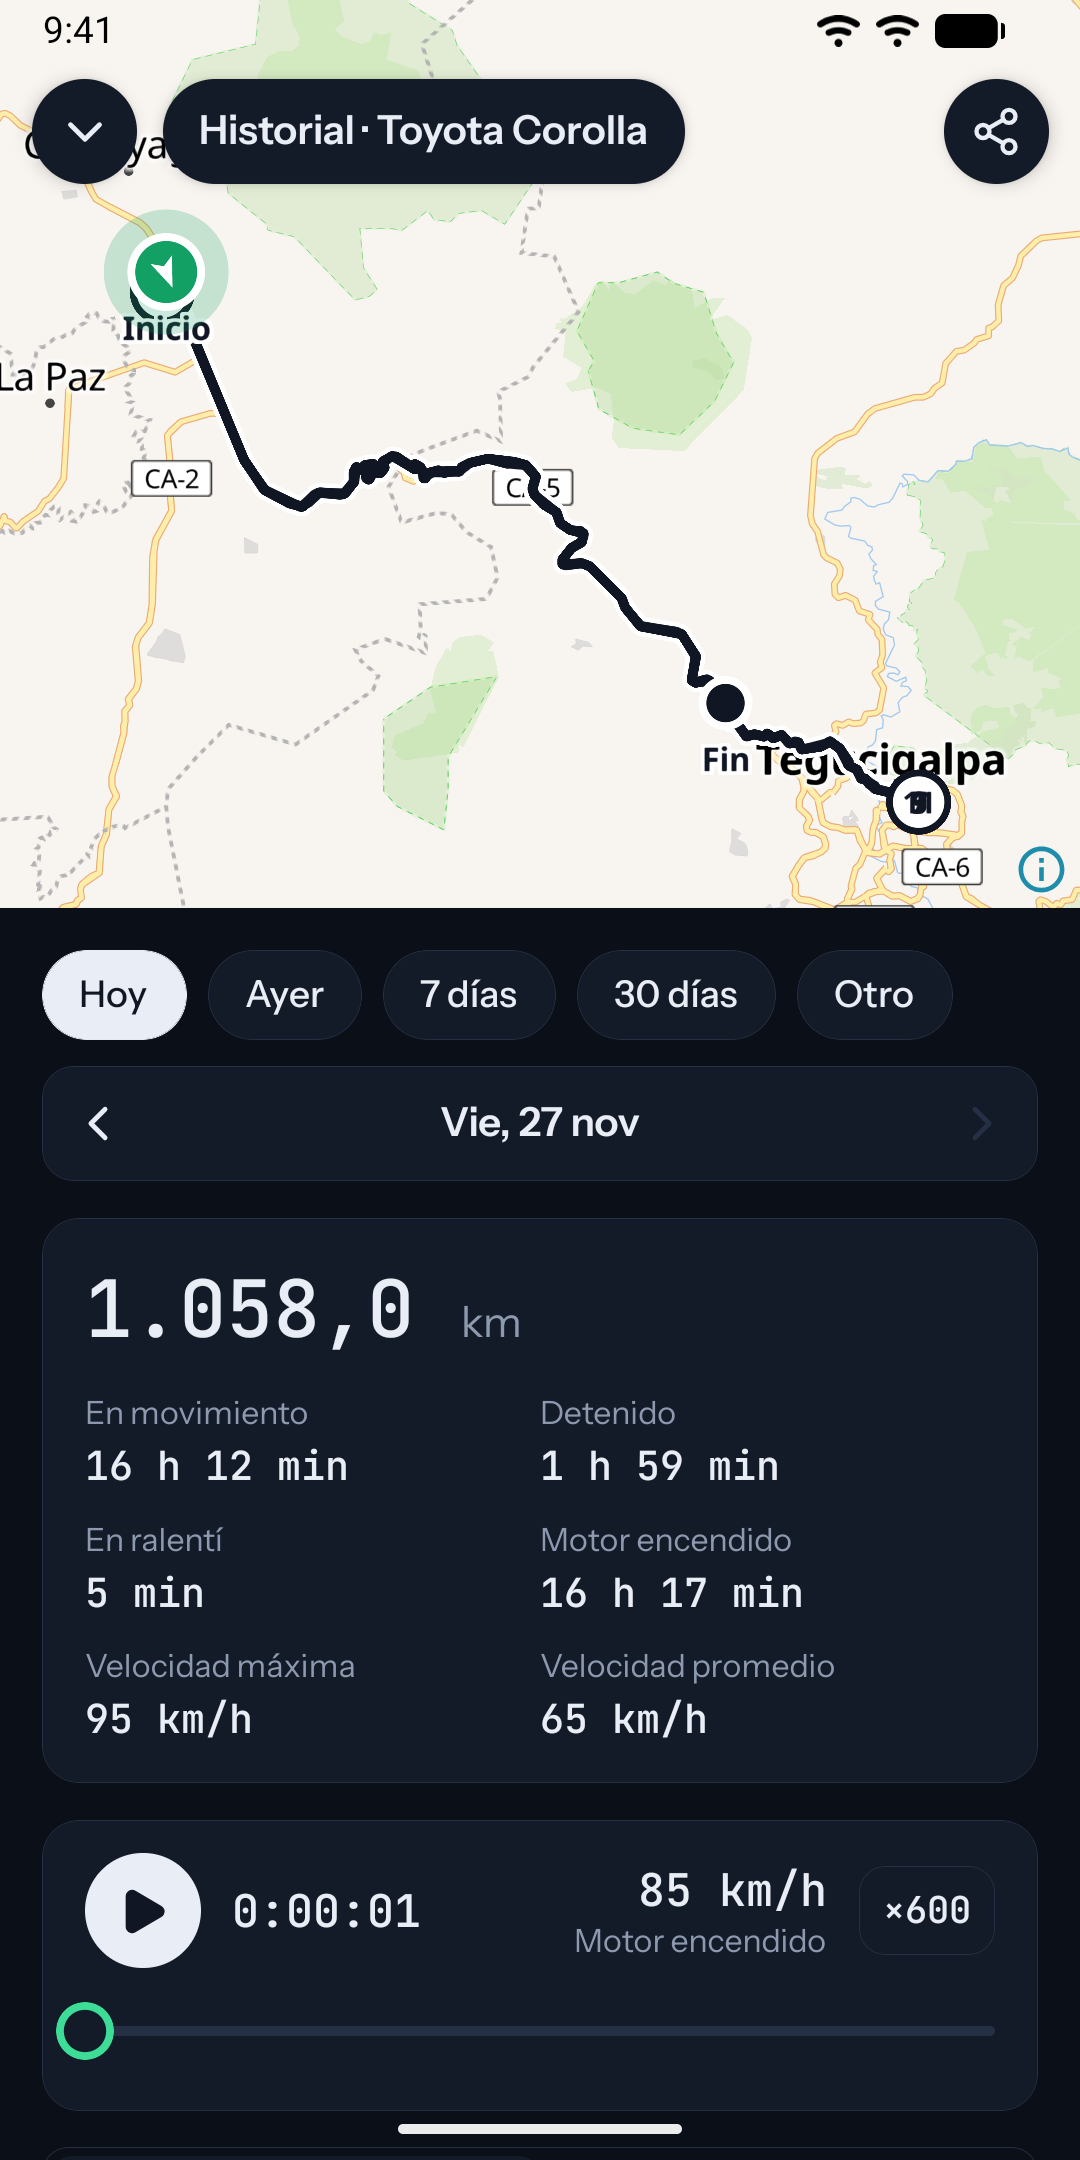 9:41
Historial · Toyota Corolla
Inicio
La Paz
CA-2
Fin
Tegucigalpa
CA-6
Hoy
Ayer
7 días
30 días
Otro
Vie, 27 nov
1.058,0 km
En movimiento
Detenido
16 h 12 min
1 h 59 min
En ralentí
Motor encendido
5 min
16 h 17 min
Velocidad máxima
Velocidad promedio
95 km/h
65 km/h
0:00:01
85 km/h
Motor encendido
×600